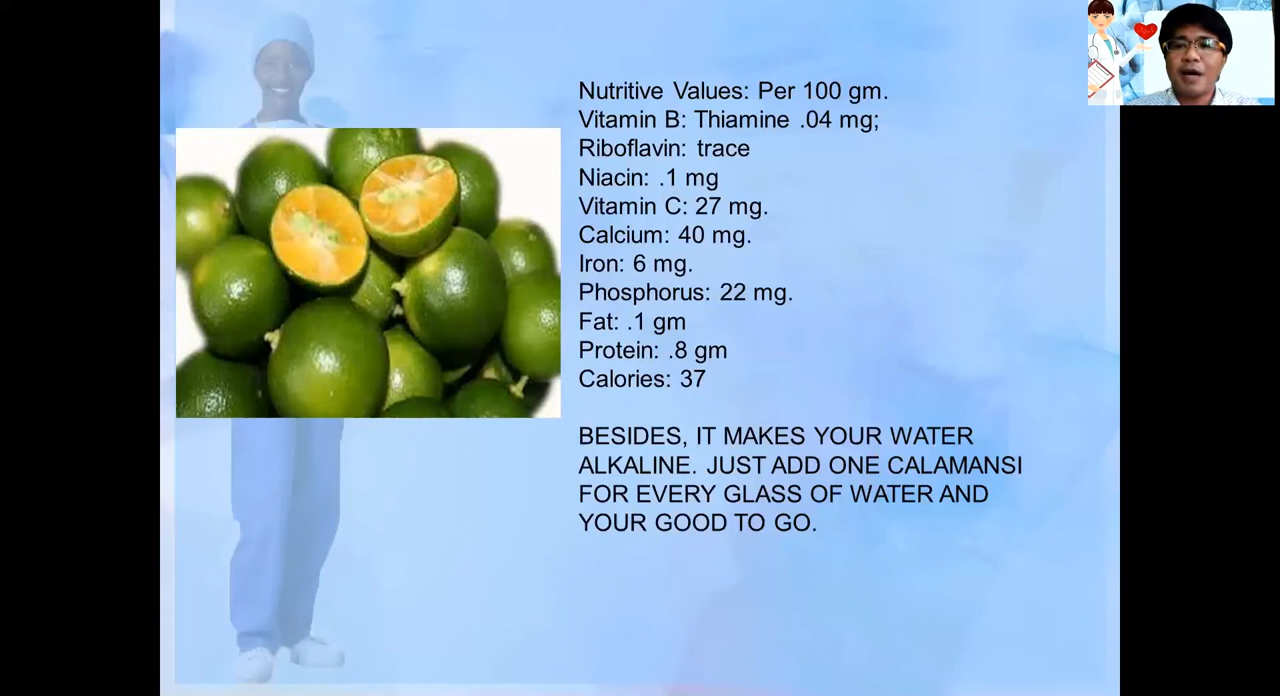 Nutritive Values: Per 100 gm.
Vitamin B: Thiamine .04 mg;
Riboflavin: trace
Niacin: .1 mg
Vitamin C: 27 mg.
Calcium: 40 mg.
Iron: 6 mg.
Phosphorus: 22 mg.
Fat: .1 gm
Protein: .8 gm
Calories: 37
BESIDES, IT MAKES YOUR WATER
ALKALINE. JUST ADD ONE CALAMANSI
FOR EVERY GLASS OF WATER AND
YOUR GOOD TO GO.